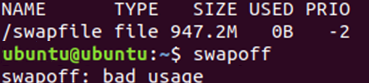 NAME TYPE SIZE USED PRIO
/swapfile file 947.2M 0B -2
ubuntu@ubuntu:~$ swapoff
swapoff: bad usage